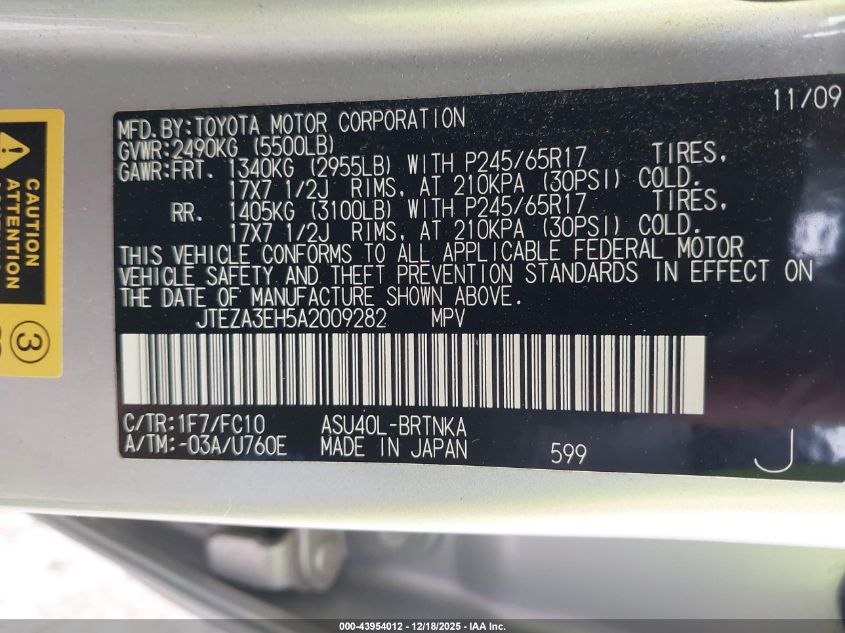 11/09
MFD.BY:TOYOTA MOTOR CORPORATION
GVWR:2490KG (5500LB)
GAWR:FRT. 1340KG (2955LB) WITH P245/65R17 TIRES,
17X7 1/2J RIMS, AT 210KPA (30PSI) COLD.
RR. 1405KG (3100LB) WITH P245/65R17 TIRES,
17X7 1/2J RIMS, AT 210KPA (30PSI) COLD.
THIS VEHICLE CONFORMS TO ALL APPLICABLE FEDERAL MOTOR
VEHICLE SAFETY AND THEFT PREVENTION STANDARDS IN EFFECT ON
THE DATE OF MANUFACTURE SHOWN ABOVE.
JTEZA3EH5A2009282 MPV
C/TR:1F7/FC10 ASU40L-BRTNKA
A/TM:-03A/U760E MADE IN JAPAN 599 J
CAUTION
ATTENTION
3
000-43954012 - 12/18/2025 - IAA Inc.